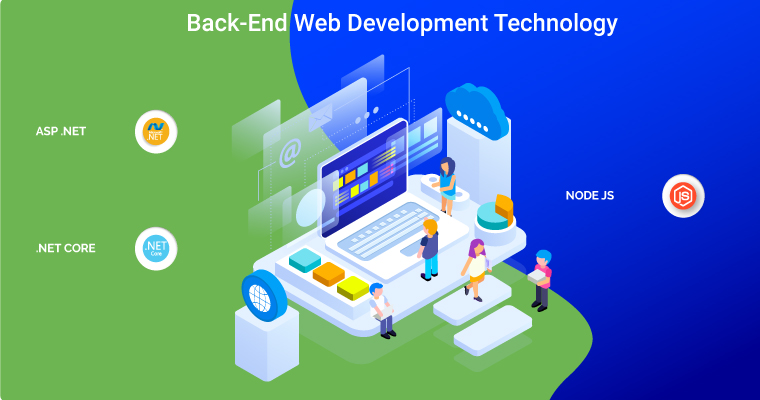 Back-End Web Development Technology
ASP .NET
.NET
.NET CORE
.NET
Core
NODE JS
JS
@